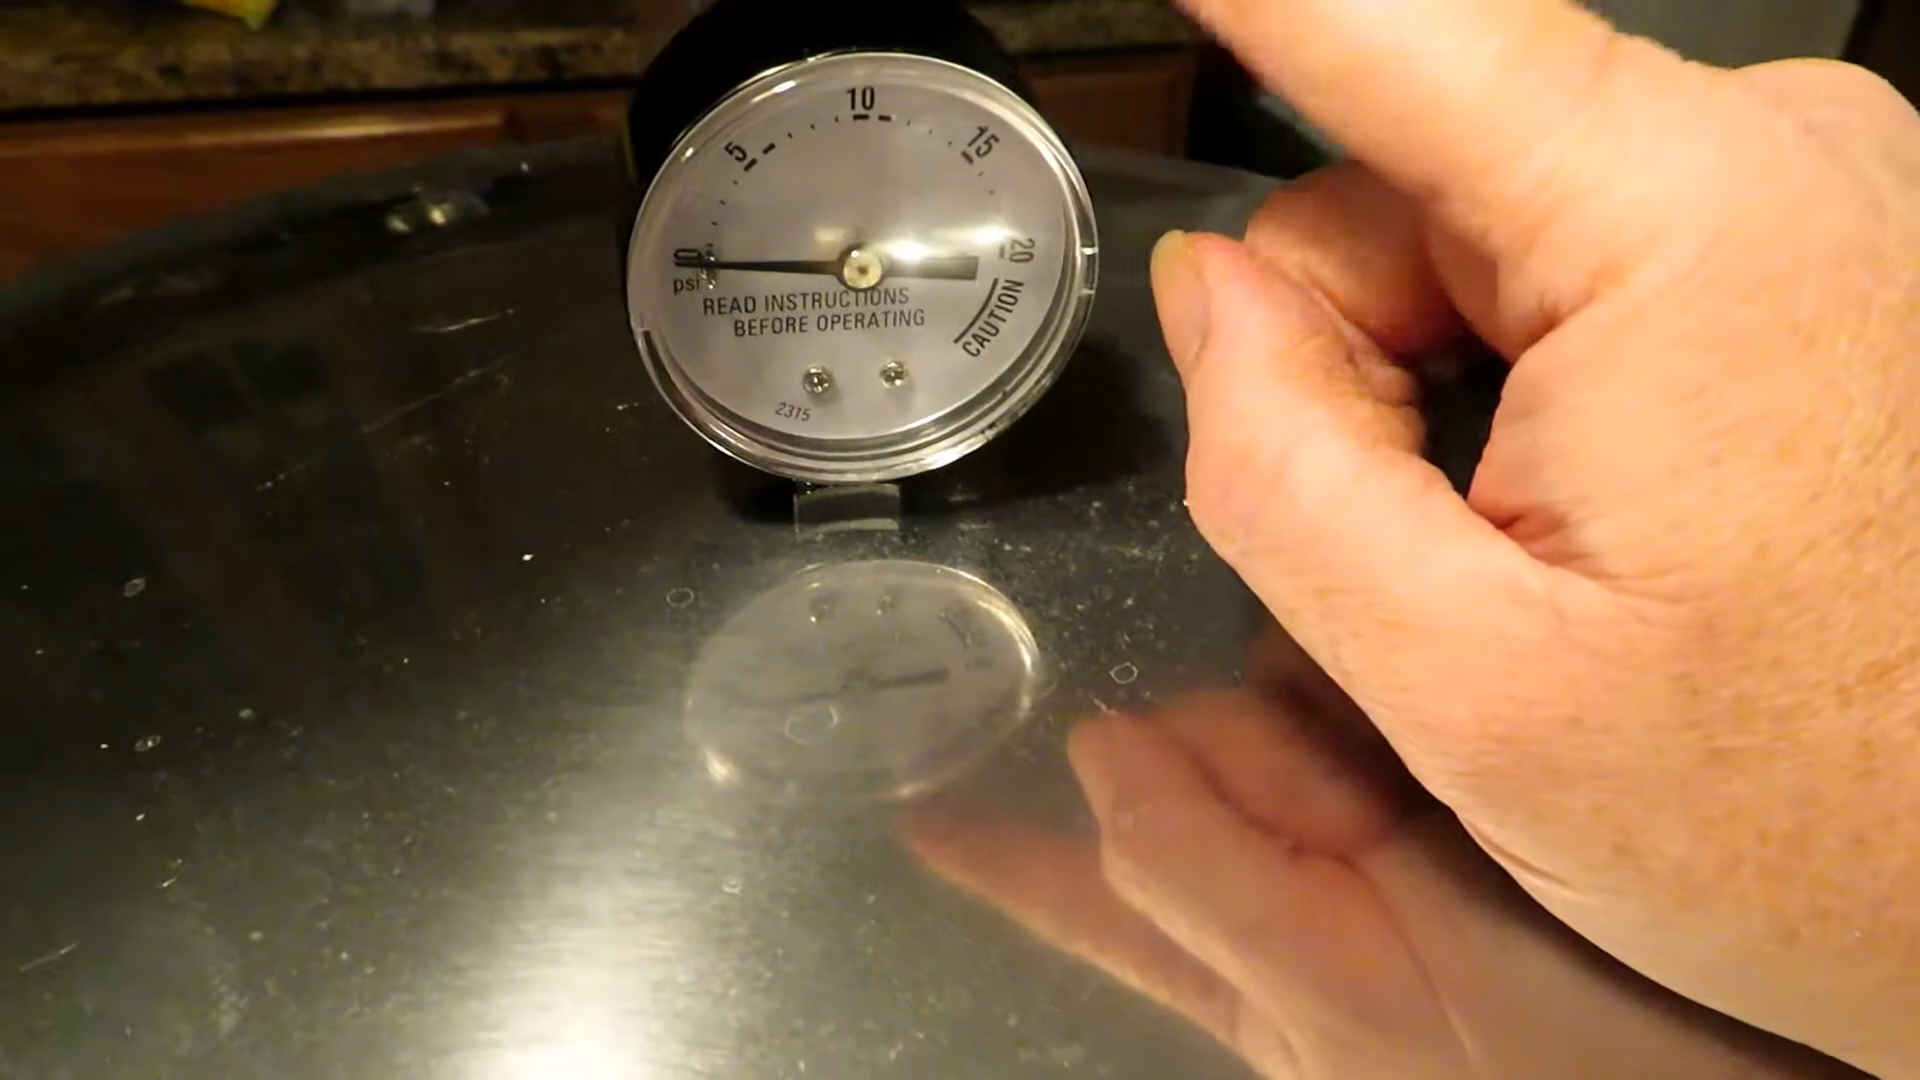 10
5
15
0
20
psi
READ INSTRUCTIONS
BEFORE OPERATING
CAUTION
2315